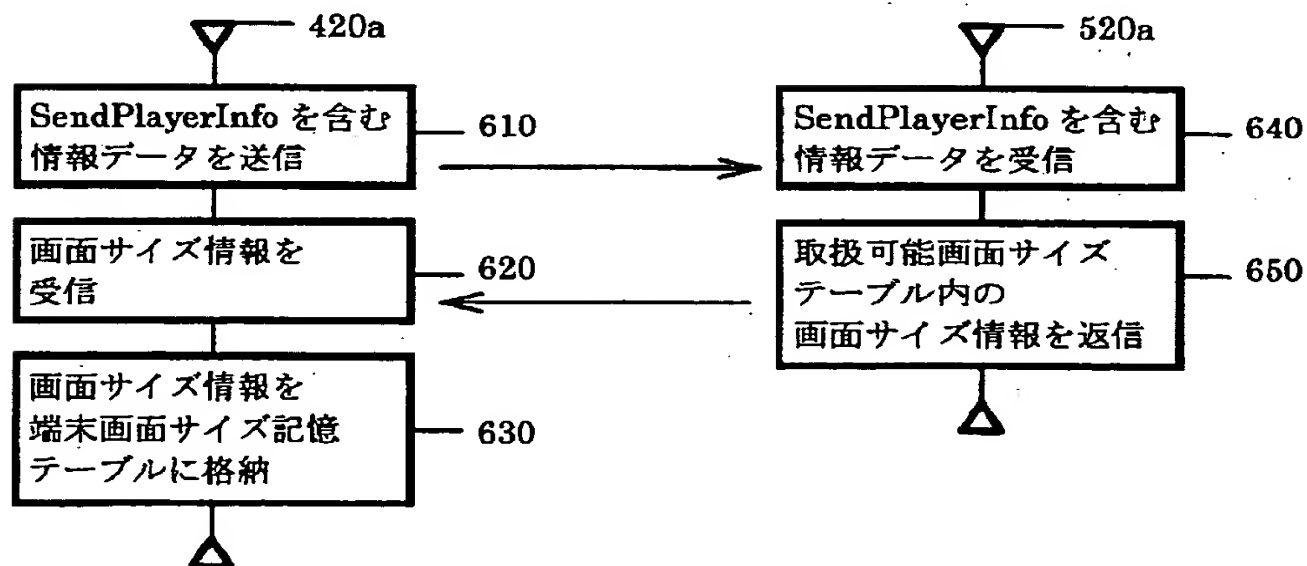 420a
SendPlayerInfo を含む
情報データを送信
610
画面サイズ情報を
受信
620
画面サイズ情報を
端末画面サイズ記憶
テーブルに格納
630
520a
SendPlayerInfo を含む
情報データを受信
640
取扱可能画面サイズ
テーブル内の
画面サイズ情報を返信
650